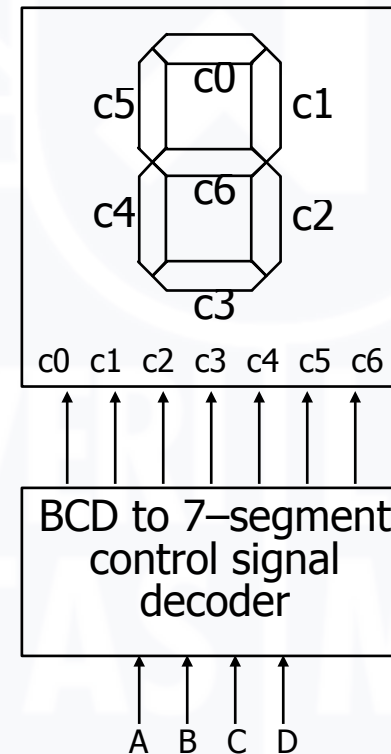 c0
c5 c1
c6
c4 c2
c3
c0 c1 c2 c3 c4 c5 c6
BCD to 7–segment
control signal
decoder
A B C D